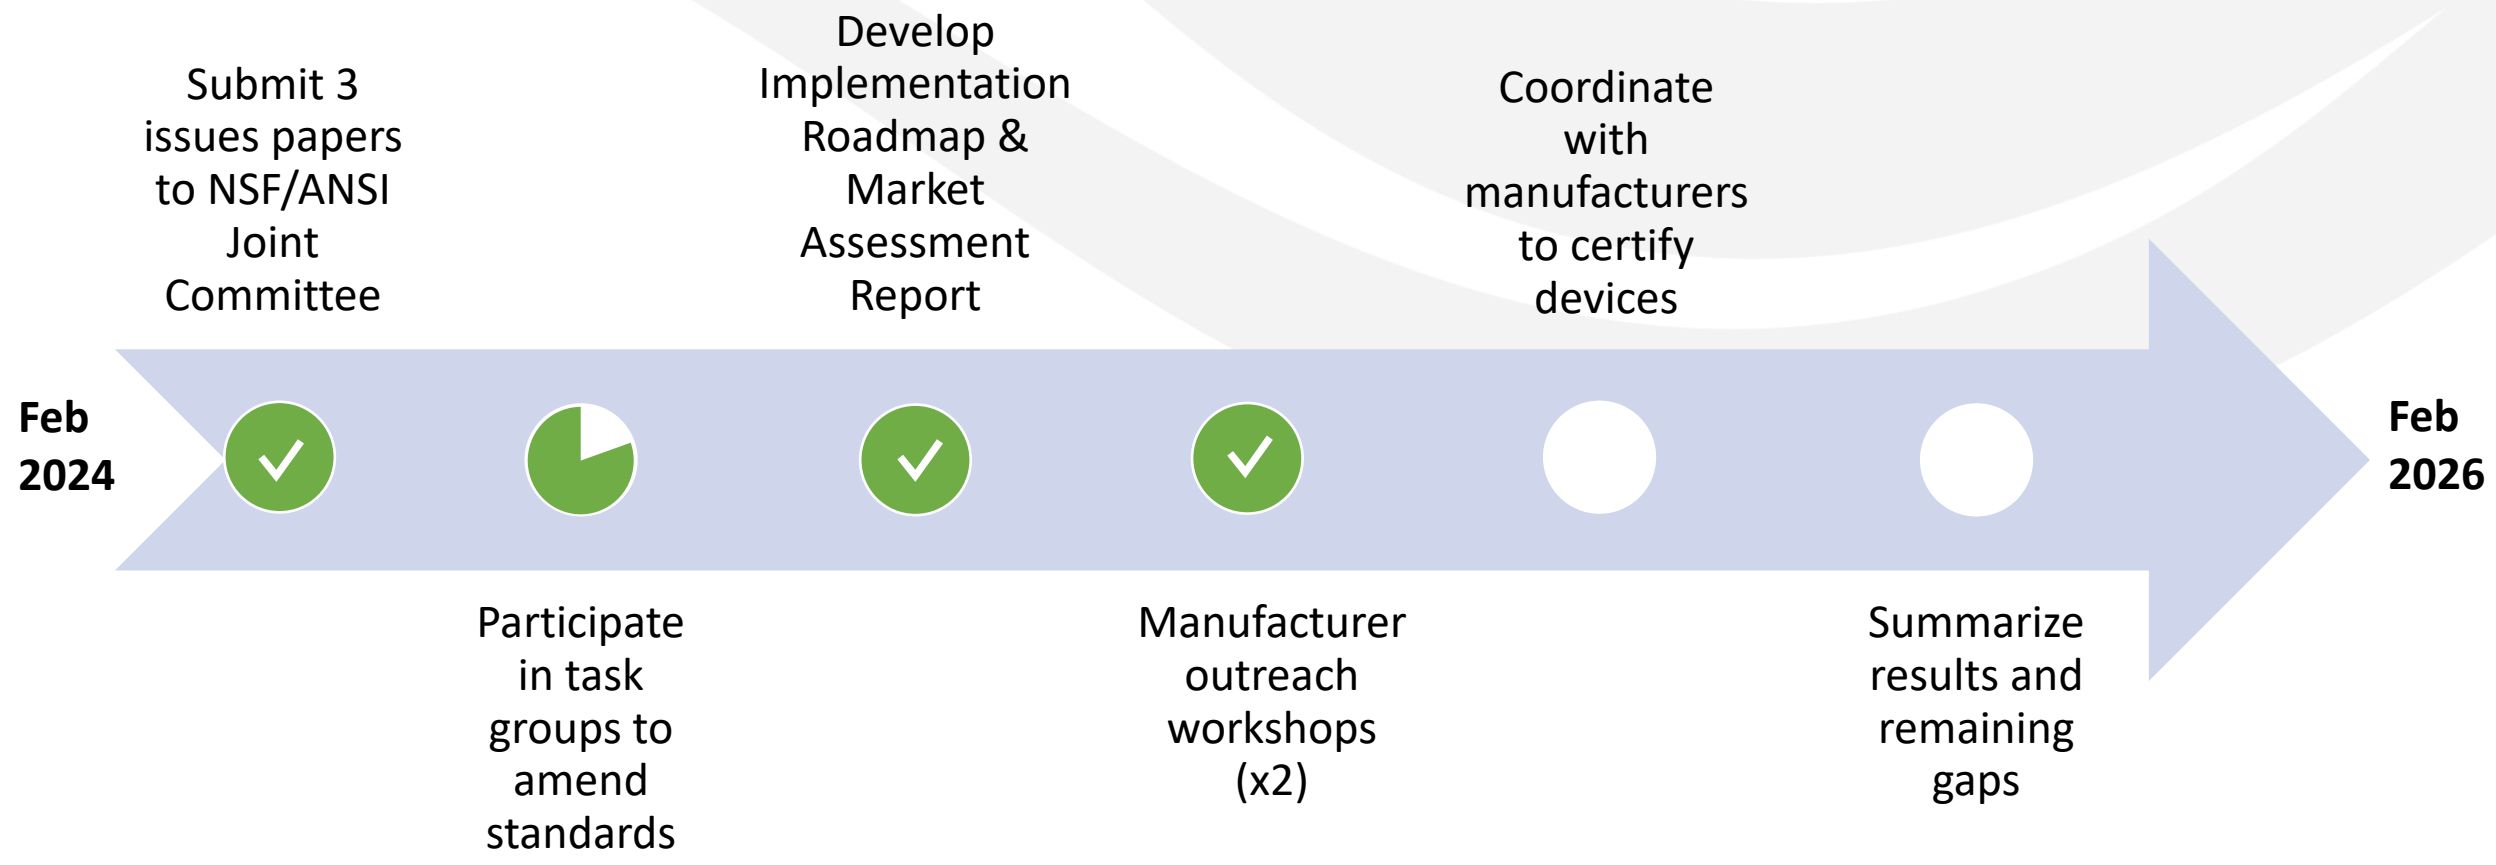 Submit 3
issues papers
to NSF/ANSI
Joint
Committee
Develop
Implementation
Roadmap &
Market
Assessment
Report
Coordinate
with
manufacturers
to certify
devices
Feb
2024
Feb
2026
Participate
in task
groups to
amend
standards
Manufacturer
outreach
workshops
(x2)
Summarize
results and
remaining
gaps